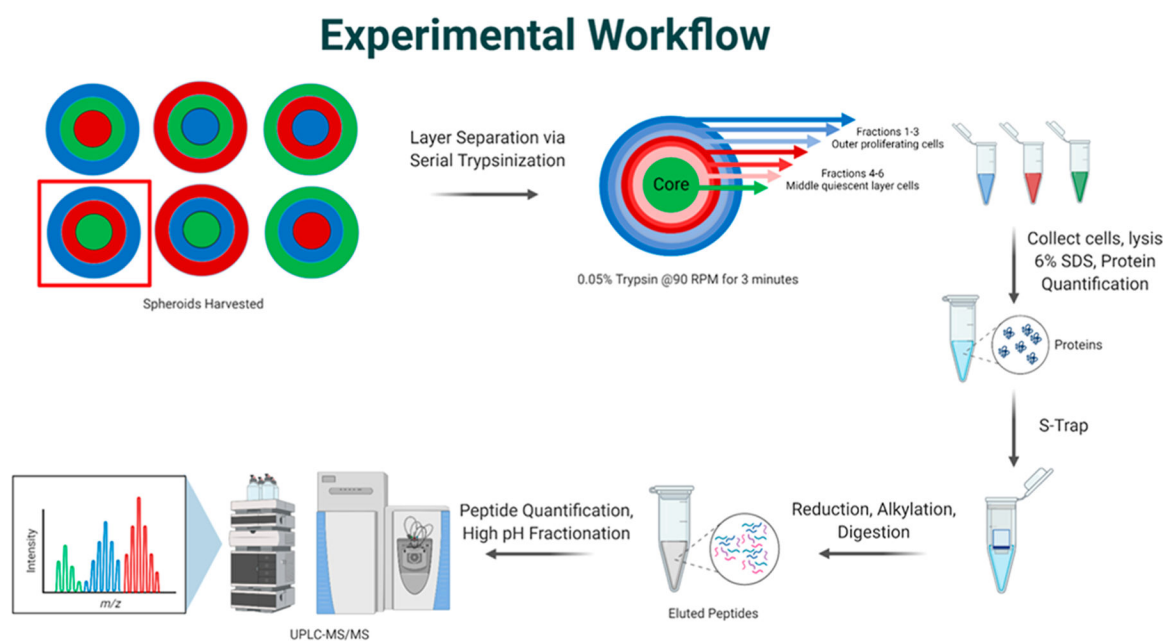 Experimental Workflow
Layer Separation via
Serial Trypsinization
Fractions 1-3
Outer proliferating cells
Fractions 4-6
Middle quiescent layer cells
Core
0.05% Trypsin @90 RPM for 3 minutes
Spheroids Harvested
Collect cells, lysis
6% SDS, Protein
Quantification
Proteins
S-Trap
Reduction, Alkylation,
Digestion
Eluted Peptides
Peptide Quantification,
High pH Fractionation
UPLC-MS/MS
Intensity
m/z